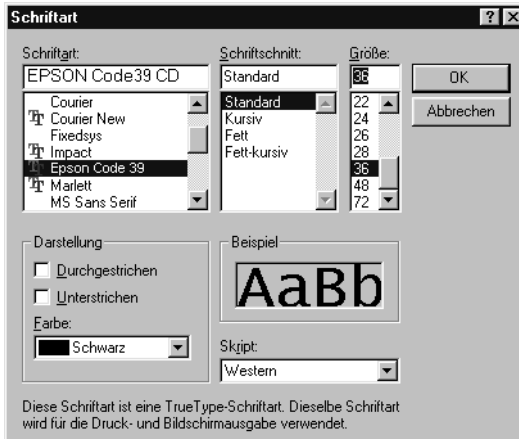 Schriftart
Schriftart:
EPSON Code39 CD
Courier
Courier New
Fixedsys
Impact
Epson Code 39
Marlett
MS Sans Serif
Schriftschnitt:
Standard
Standard
Kursiv
Fett
Fett-kursiv
Größe:
36
22
24
26
28
36
48
72
OK
Abbrechen
Darstellung
Durchgestrichen
Unterstrichen
Farbe:
Schwarz
Beispiel
AaBb
Skript:
Western
Diese Schriftart ist eine TrueType-Schriftart. Dieselbe Schriftart
wird für die Druck- und Bildschirmausgabe verwendet.